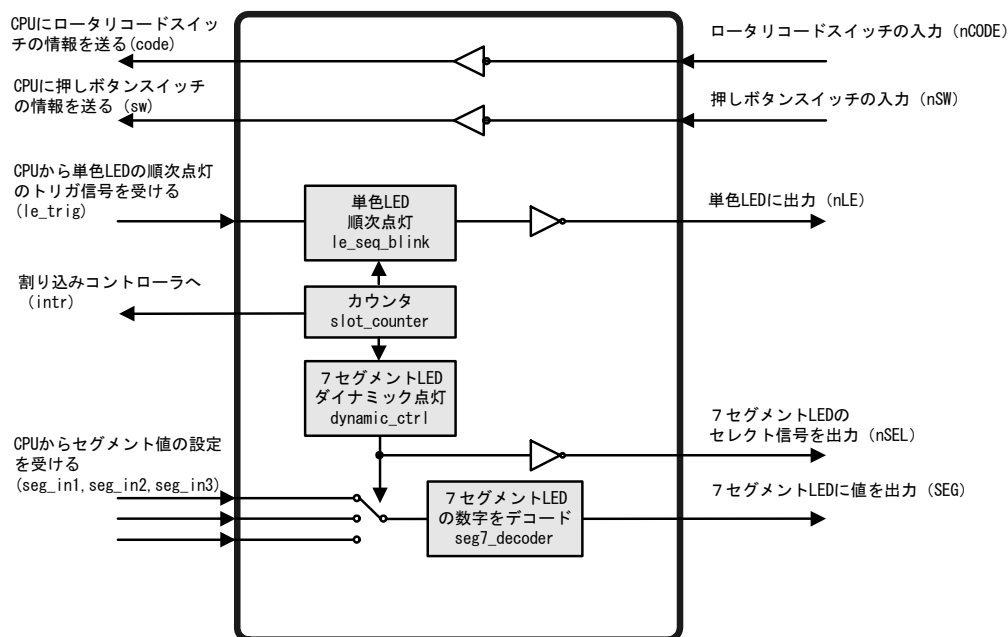 CPUにロータリコードスイッ
チの情報を送る(code)
ロータリコードスイッチの入力（nCODE）
CPUに押しボタンスイッチ
の情報を送る（sw）
押しボタンスイッチの入力（nSW）
CPUから単色LEDの順次点灯
のトリガ信号を受ける
(le_trig)
単色LED
順次点灯
le_seq_blink
単色LEDに出力（nLE）
割り込みコントローラへ
（intr）
カウンタ
slot_counter
７セグメントLED
ダイナミック点灯
dynamic_ctrl
７セグメントLEDの
セレクト信号を出力（nSEL）
CPUからセグメント値の設定
を受ける
(seg_in1,seg_in2,seg_in3)
７セグメントLED
の数字をデコード
seg7_decoder
７セグメントLEDに値を出力（SEG）